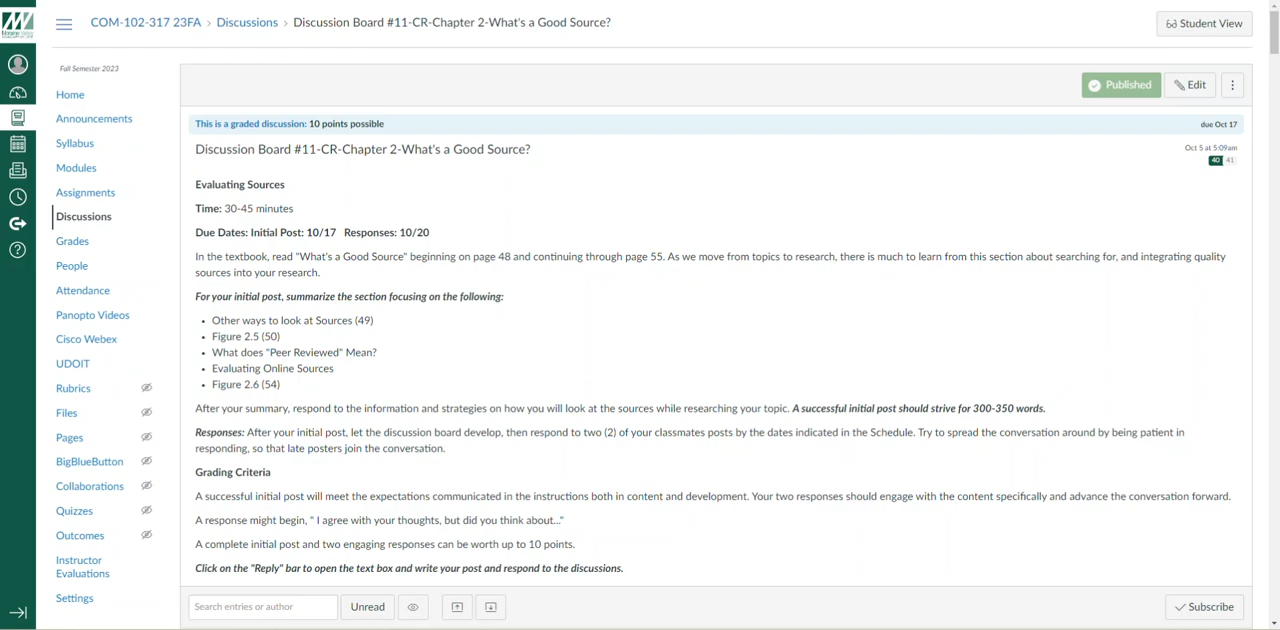 COM-102-317 23FA > Discussions > Discussion Board #11-CR-Chapter 2-What's a Good Source?
Student View
Fall Semester 2023
Home
Announcements
Syllabus
Modules
Assignments
Discussions
Grades
People
Attendance
Panopto Videos
Cisco Webex
UDOIT
Rubrics
Files
Pages
BigBlueButton
Collaborations
Quizzes
Outcomes
Instructor
Evaluations
Settings
Published
Edit
This is a graded discussion: 10 points possible
due Oct 17
Discussion Board #11-CR-Chapter 2-What's a Good Source?
Oct 5 at 5:09am
40 41
Evaluating Sources
Time: 30-45 minutes
Due Dates: Initial Post: 10/17 Responses: 10/20
In the textbook, read "What's a Good Source" beginning on page 48 and continuing through page 55. As we move from topics to research, there is much to learn from this section about searching for, and integrating quality
sources into your research.
For your initial post, summarize the section focusing on the following:
• Other ways to look at Sources (49)
• Figure 2.5 (50)
• What does "Peer Reviewed" Mean?
• Evaluating Online Sources
• Figure 2.6 (54)
After your summary, respond to the information and strategies on how you will look at the sources while researching your topic. A successful initial post should strive for 300-350 words.
Responses: After your initial post, let the discussion board develop, then respond to two (2) of your classmates posts by the dates indicated in the Schedule. Try to spread the conversation around by being patient in
responding, so that late posters join the conversation.
Grading Criteria
A successful initial post will meet the expectations communicated in the instructions both in content and development. Your two responses should engage with the content specifically and advance the conversation forward.
A response might begin, " I agree with your thoughts, but did you think about..."
A complete initial post and two engaging responses can be worth up to 10 points.
Click on the "Reply" bar to open the text box and write your post and respond to the discussions.
Search entries or author
Unread
Subscribe